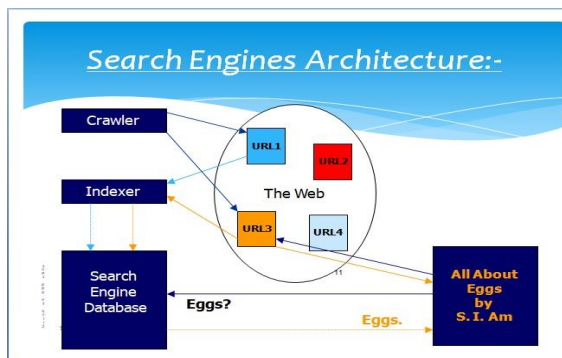 Search Engines Architecture:-
Crawler
URL1
URL2
Indexer
The Web
URL3
URL4
11
Search
Engine
Database
Eggs?
Eggs.
All About
Eggs
by
S. I. Am